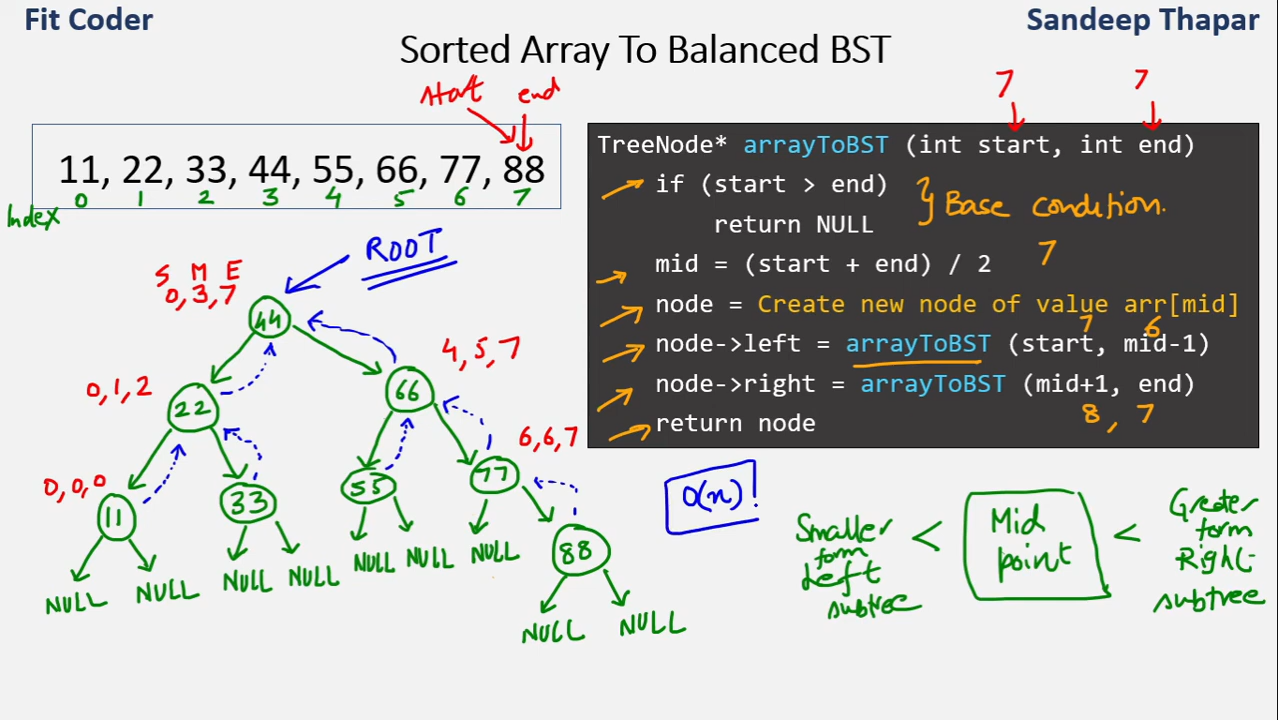 Fit Coder
Sandeep Thapar
Sorted Array To Balanced BST
start end
11, 22, 33, 44, 55, 66, 77, 88
Index 0 1 2 3 4 5 6 7
7 7
TreeNode* arrayToBST (int start, int end)
if (start > end)
return NULL
Base condition.
mid = (start + end) / 2
7
node = Create new node of value arr[mid]
7 6
node->left = arrayToBST (start, mid-1)
node->right = arrayToBST (mid+1, end)
8, 7
return node
ROOT
S M E
0, 3, 7
44
4, 5, 7
0, 1, 2
66
22
6, 6, 7
0, 0, 0
11
33
55
77
88
NULL NULL NULL NULL NULL NULL NULL
NULL NULL
O(n)!
Smaller
form
Left
subtree
<
Mid
point
<
Greater
form
Right
subtree